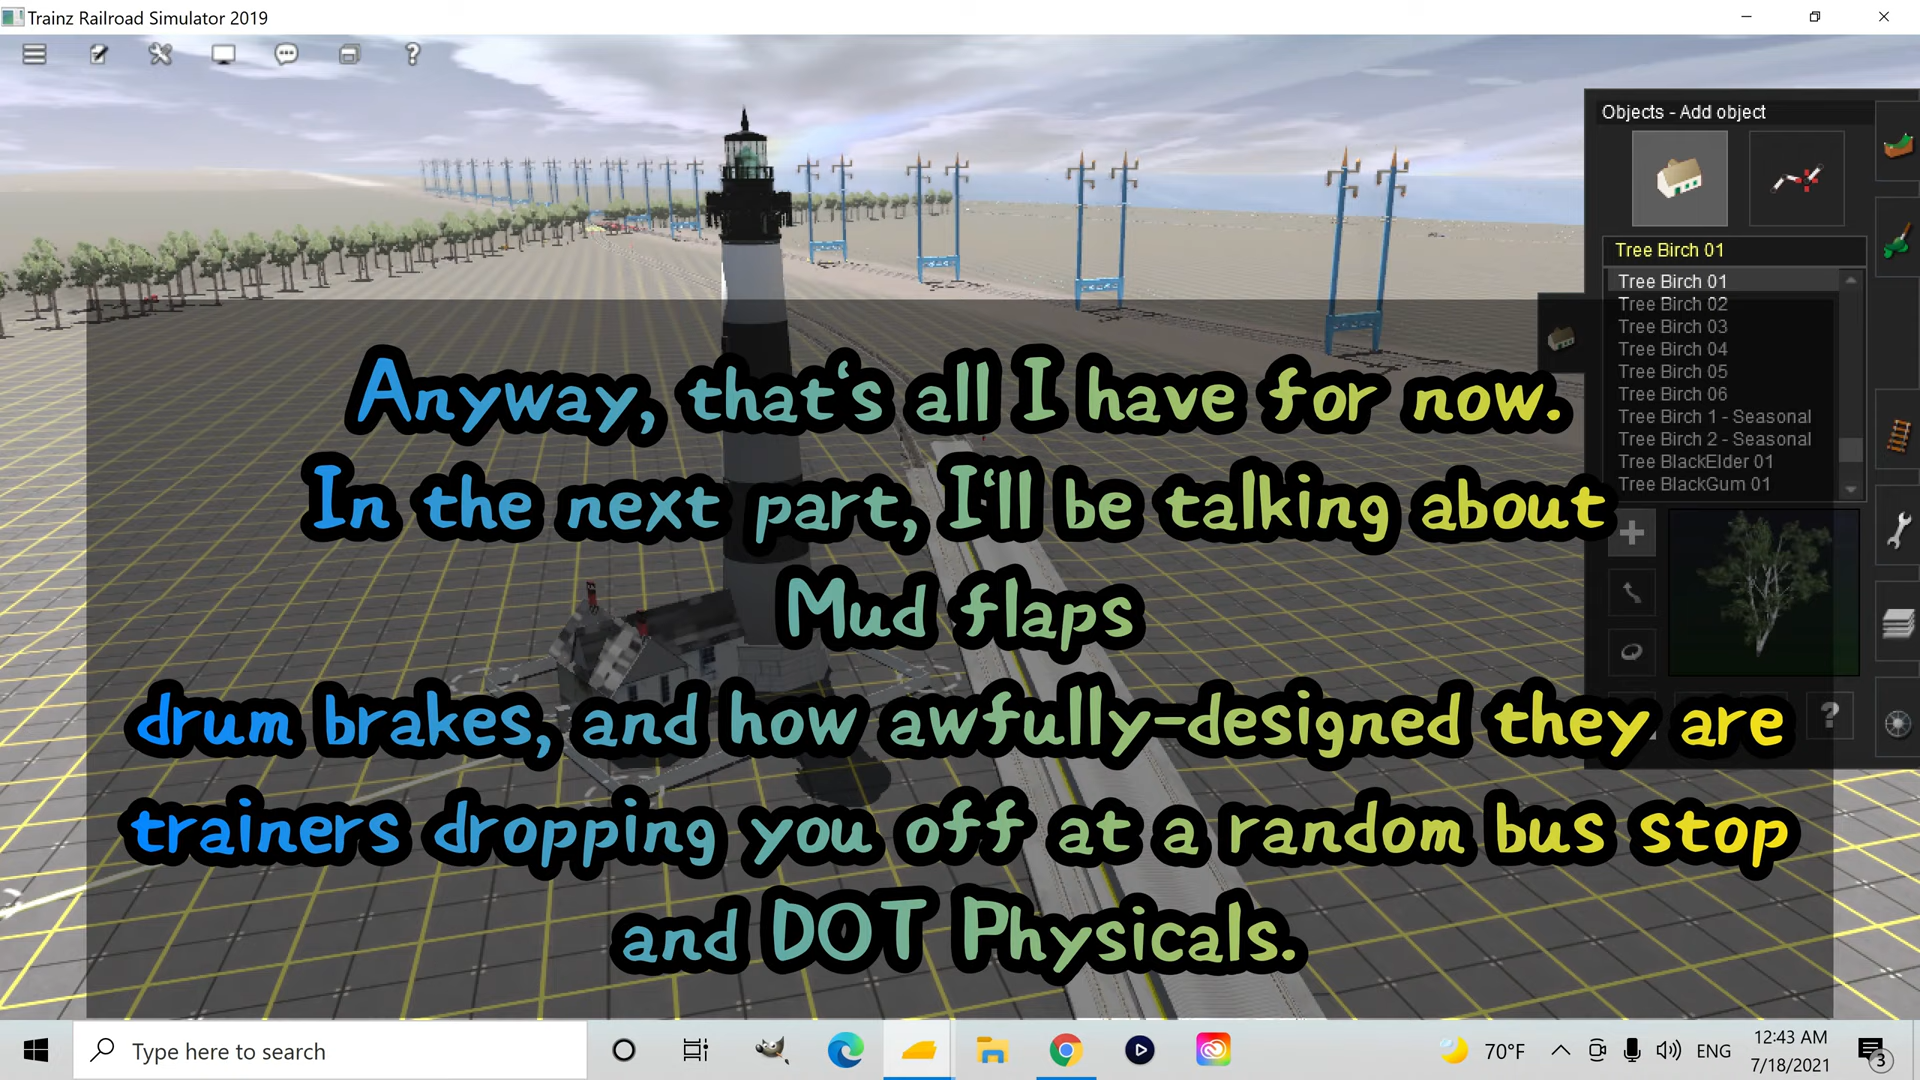 Trainz Railroad Simulator 2019
Objects - Add object
Tree Birch 01
Tree Birch 01
Tree Birch 02
Tree Birch 03
Tree Birch 04
Tree Birch 05
Tree Birch 06
Tree Birch 1 - Seasonal
Tree Birch 2 - Seasonal
Tree BlackElder 01
Tree BlackGum 01
Anyway, that's all I have for now.
In the next part, I'll be talking about
Mud flaps
drum brakes, and how awfully-designed they are
trainers dropping you off at a random bus stop
and DOT Physicals.
Type here to search
70°F
ENG
12:43 AM
7/18/2021
3